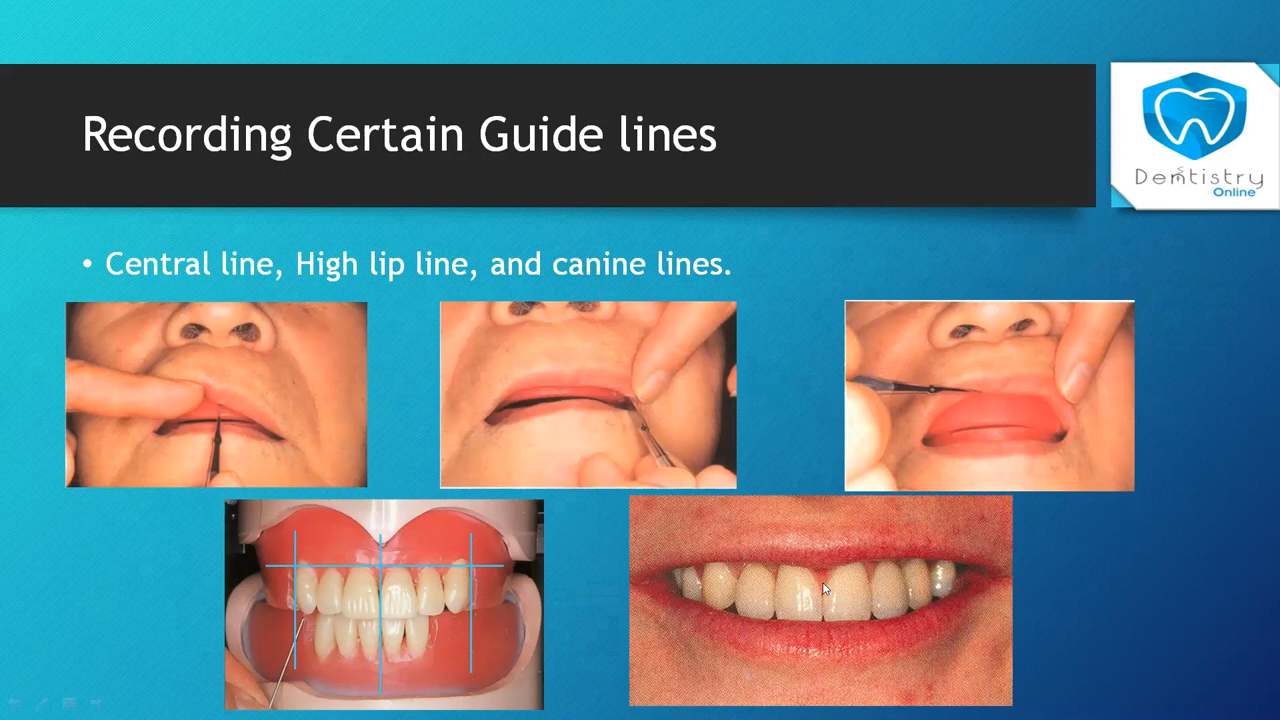 Recording Certain Guide lines
Dentistry
Online
• Central line, High lip line, and canine lines.